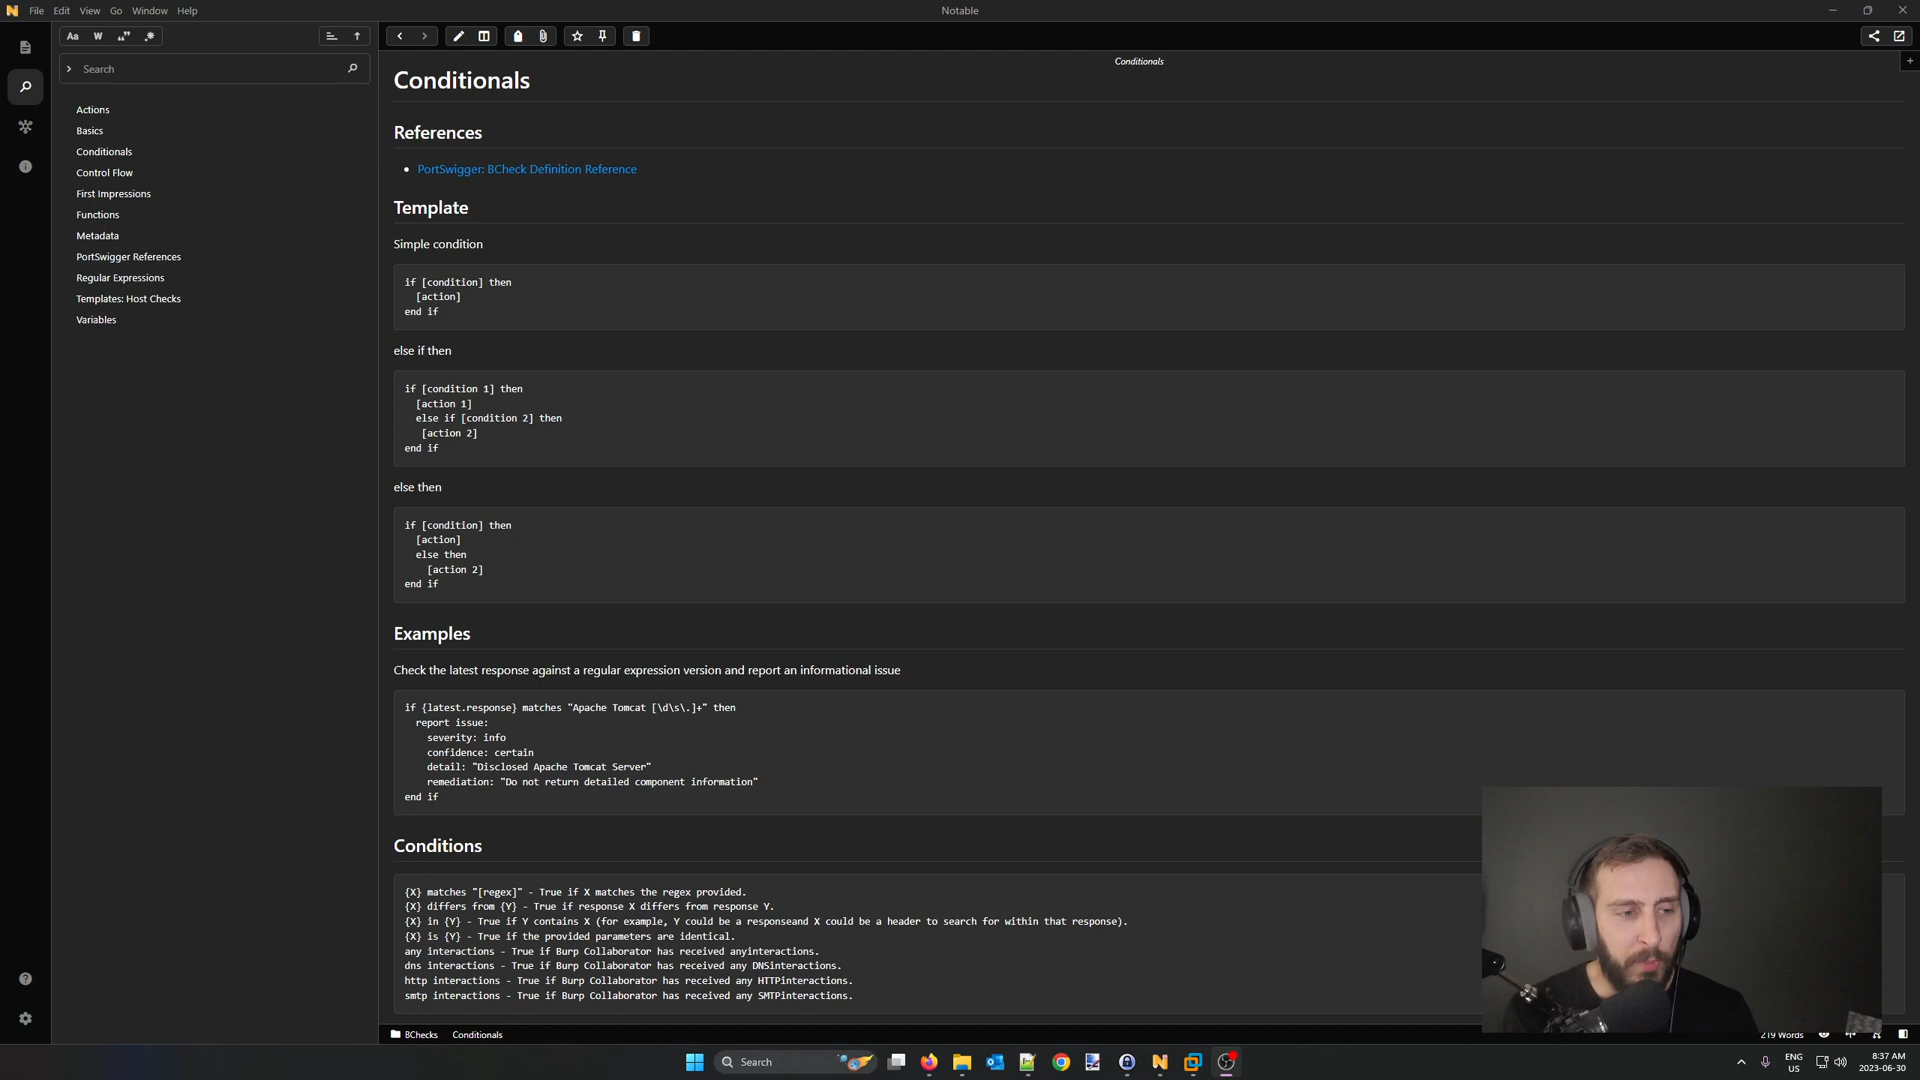 File Edit View Go Window Help
Notable
Aa W
Search
Actions
Basics
Conditionals
Control Flow
First Impressions
Functions
Metadata
PortSwigger References
Regular Expressions
Templates: Host Checks
Variables
Conditionals
Conditionals
References
PortSwigger: BCheck Definition Reference
Template
Simple condition
if [condition] then
[action]
end if
else if then
if [condition 1] then
[action 1]
else if [condition 2] then
[action 2]
end if
else then
if [condition] then
[action]
else then
[action 2]
end if
Examples
Check the latest response against a regular expression version and report an informational issue
if {latest.response} matches "Apache Tomcat [\d\s\.]+" then
report issue:
severity: info
confidence: certain
detail: "Disclosed Apache Tomcat Server"
remediation: "Do not return detailed component information"
end if
Conditions
{X} matches "[regex]" - True if X matches the regex provided.
{X} differs from {Y} - True if response X differs from response Y.
{X} in {Y} - True if Y contains X (for example, Y could be a responseand X could be a header to search for within that response).
{X} is {Y} - True if the provided parameters are identical.
any interactions - True if Burp Collaborator has received anyinteractions.
dns interactions - True if Burp Collaborator has received any DNSinteractions.
http interactions - True if Burp Collaborator has received any HTTPinteractions.
smtp interactions - True if Burp Collaborator has received any SMTPinteractions.
BChecks Conditionals
219 Words
Search
ENG
US
8:37 AM
2023-06-30